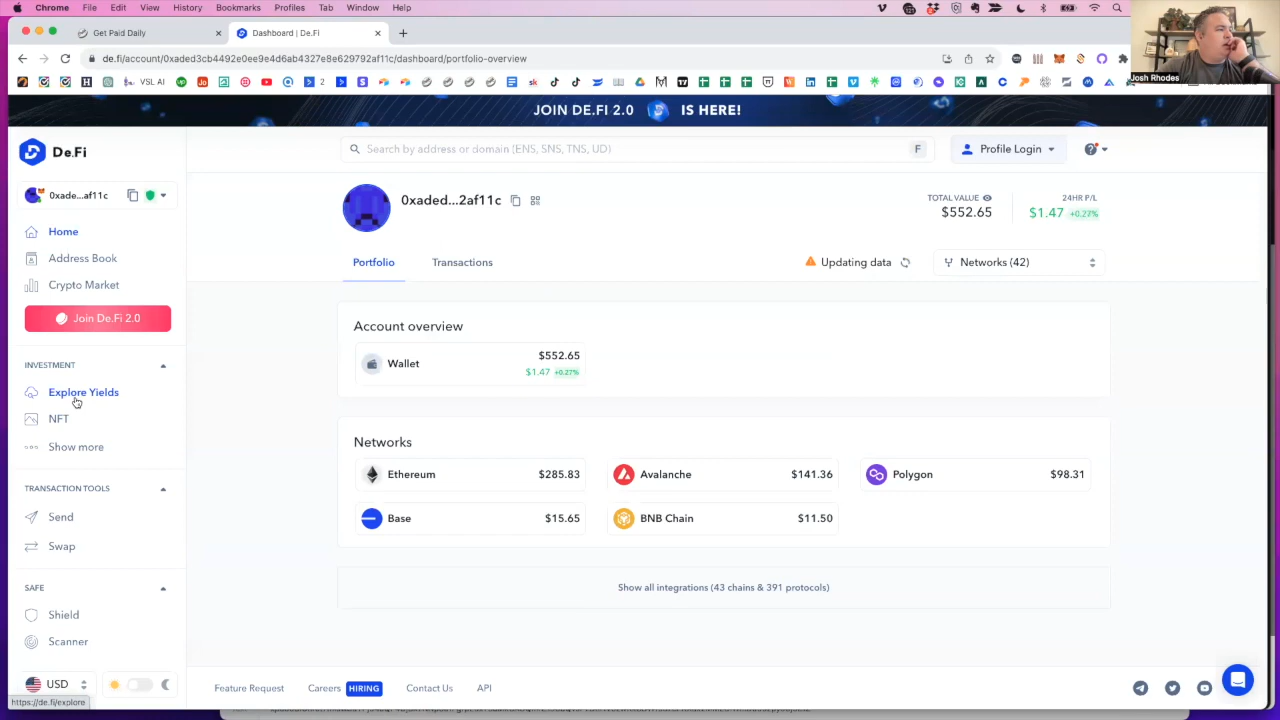 Chrome File Edit View History Bookmarks Profiles Tab Window Help
Get Paid Daily
Dashboard | De.Fi
de.fi/account/0xaded3cb4492e0ee9e4d6ab4327e8e629792af11c/dashboard/portfolio-overview
VSL AI
2
Josh Rhodes
JOIN DE.FI 2.0 IS HERE!
De.Fi
Search by address or domain (ENS, SNS, TNS, UD)
F
Profile Login
0xade...af11c
0xaded...2af11c
TOTAL VALUE
$552.65
24HR P/L
$1.47 +0.27%
Home
Address Book
Crypto Market
Join De.Fi 2.0
Portfolio
Transactions
Updating data
Networks (42)
INVESTMENT
Explore Yields
NFT
Show more
TRANSACTION TOOLS
Send
Swap
SAFE
Shield
Scanner
USD
https://de.fi/explore
Account overview
Wallet
$552.65
$1.47 +0.27%
Networks
Ethereum $285.83
Avalanche $141.36
Polygon $98.31
Base $15.65
BNB Chain $11.50
Show all integrations (43 chains & 391 protocols)
Feature Request
Careers HIRING
Contact Us
API